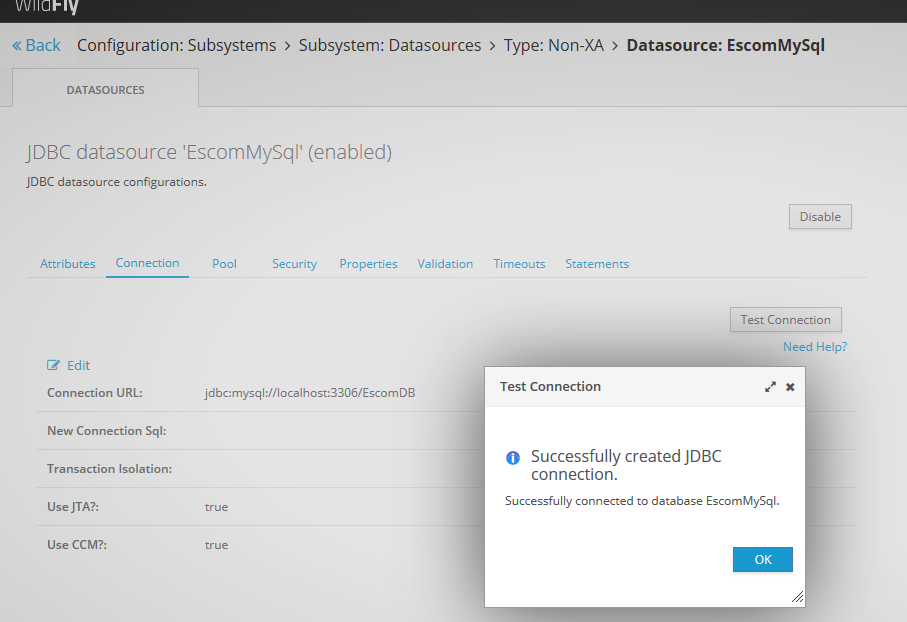 WildFly
« Back Configuration: Subsystems › Subsystem: Datasources › Type: Non-XA › Datasource: EscomMySql
DATASOURCES
JDBC datasource 'EscomMySql' (enabled)
JDBC datasource configurations.
Disable
Attributes Connection Pool Security Properties Validation Timeouts Statements
Test Connection
Need Help?
Edit
Connection URL: jdbc:mysql://localhost:3306/EscomDB
New Connection Sql:
Transaction Isolation:
Use JTA?: true
Use CCM?: true
Test Connection
Successfully created JDBC
connection.
Successfully connected to database EscomMySql.
OK